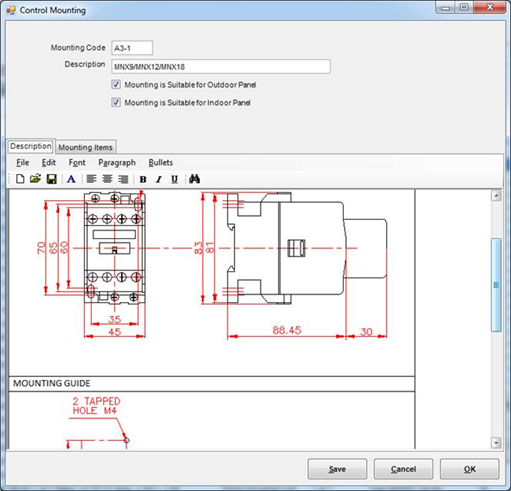 Control Mounting
Mounting Code A3-1
Description MNX9/MNX12/MNX18
Mounting is Suitable for Outdoor Panel
Mounting is Suitable for Indoor Panel
Description Mounting Items
File Edit Font Paragraph Bullets
A B I U
70 65 60 83 81
35
45
88.45 30
MOUNTING GUIDE
2 TAPPED
HOLE M4
Save Cancel OK